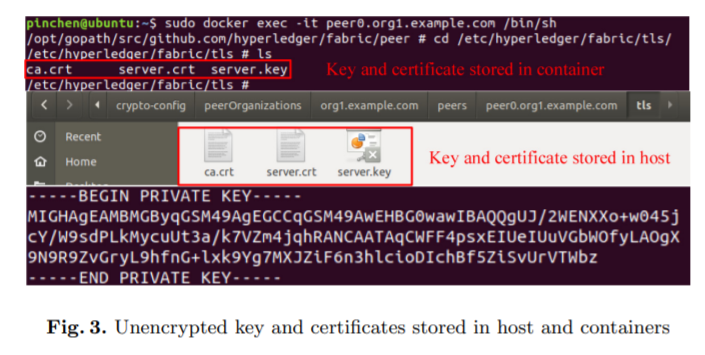 pinchen@ubuntu:~$ sudo docker exec -it peer0.org1.example.com /bin/sh
/opt/gopath/src/github.com/hyperledger/fabric/peer # cd /etc/hyperledger/fabric/tls/
/etc/hyperledger/fabric/tls # ls
ca.crt server.crt server.key
Key and certificate stored in container
/etc/hyperledger/fabric/tls #
crypto-config peerOrganizations org1.example.com peers peer0.org1.example.com tls
Recent
Home
ca.crt server.crt server.key
Key and certificate stored in host
-----BEGIN PRIVATE KEY-----
MIGHAgEAMBMGByqGSM49AgEGCCqGSM49AwEHBG0wawIBAQQgUJ/2WENXXo+w045j
cY/W9sdPLkMycuUt3a/k7VZm4jqhRANCAATAqCWFF4psxEIUeIUuVGbWOfyLAOgX
9N9R9ZvGryL9hfnG+lxk9Yg7MXJZiF6n3hlcioDIchBf5ZiSvUrVTWbz
-----END PRIVATE KEY-----
Fig. 3. Unencrypted key and certificates stored in host and containers